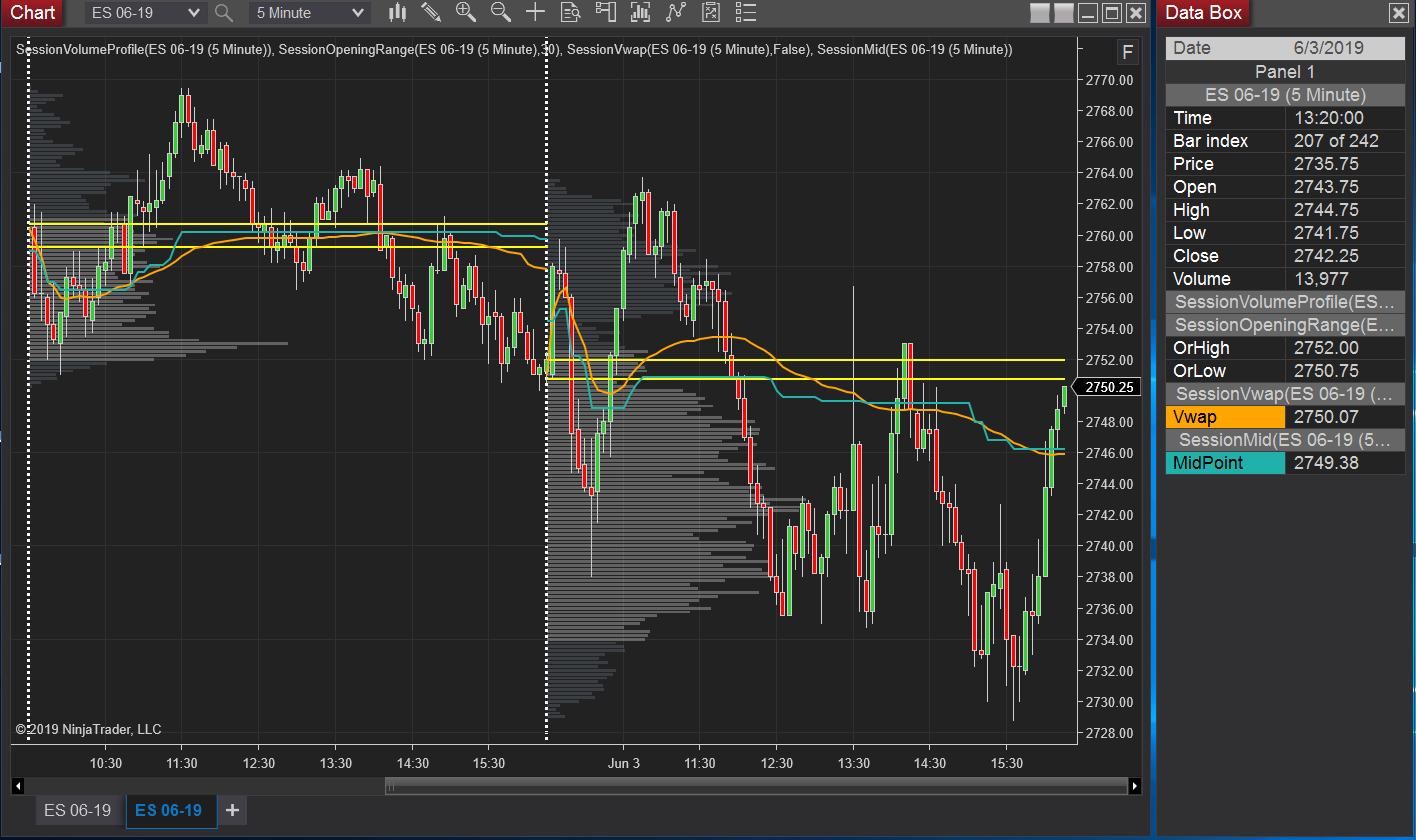 Chart ES 06-19 5 Minute
SessionVolumeProfile(ES 06-19 (5 Minute)), SessionOpeningRange(ES 06-19 (5 Minute),30), SessionVwap(ES 06-19 (5 Minute),False), SessionMid(ES 06-19 (5 Minute))
F
2770.00
2768.00
2766.00
2764.00
2762.00
2760.00
2758.00
2756.00
2754.00
2752.00
2750.25
2748.00
2746.00
2744.00
2742.00
2740.00
2738.00
2736.00
2734.00
2732.00
2730.00
2728.00
©2019 NinjaTrader, LLC
10:30 11:30 12:30 13:30 14:30 15:30 Jun 3 11:30 12:30 13:30 14:30 15:30
ES 06-19 ES 06-19 +
Data Box
Date 6/3/2019
Panel 1
ES 06-19 (5 Minute)
Time 13:20:00
Bar index 207 of 242
Price 2735.75
Open 2743.75
High 2744.75
Low 2741.75
Close 2742.25
Volume 13,977
SessionVolumeProfile(ES...
SessionOpeningRange(E...
OrHigh 2752.00
OrLow 2750.75
SessionVwap(ES 06-19 (...
Vwap 2750.07
SessionMid(ES 06-19 (5...
MidPoint 2749.38